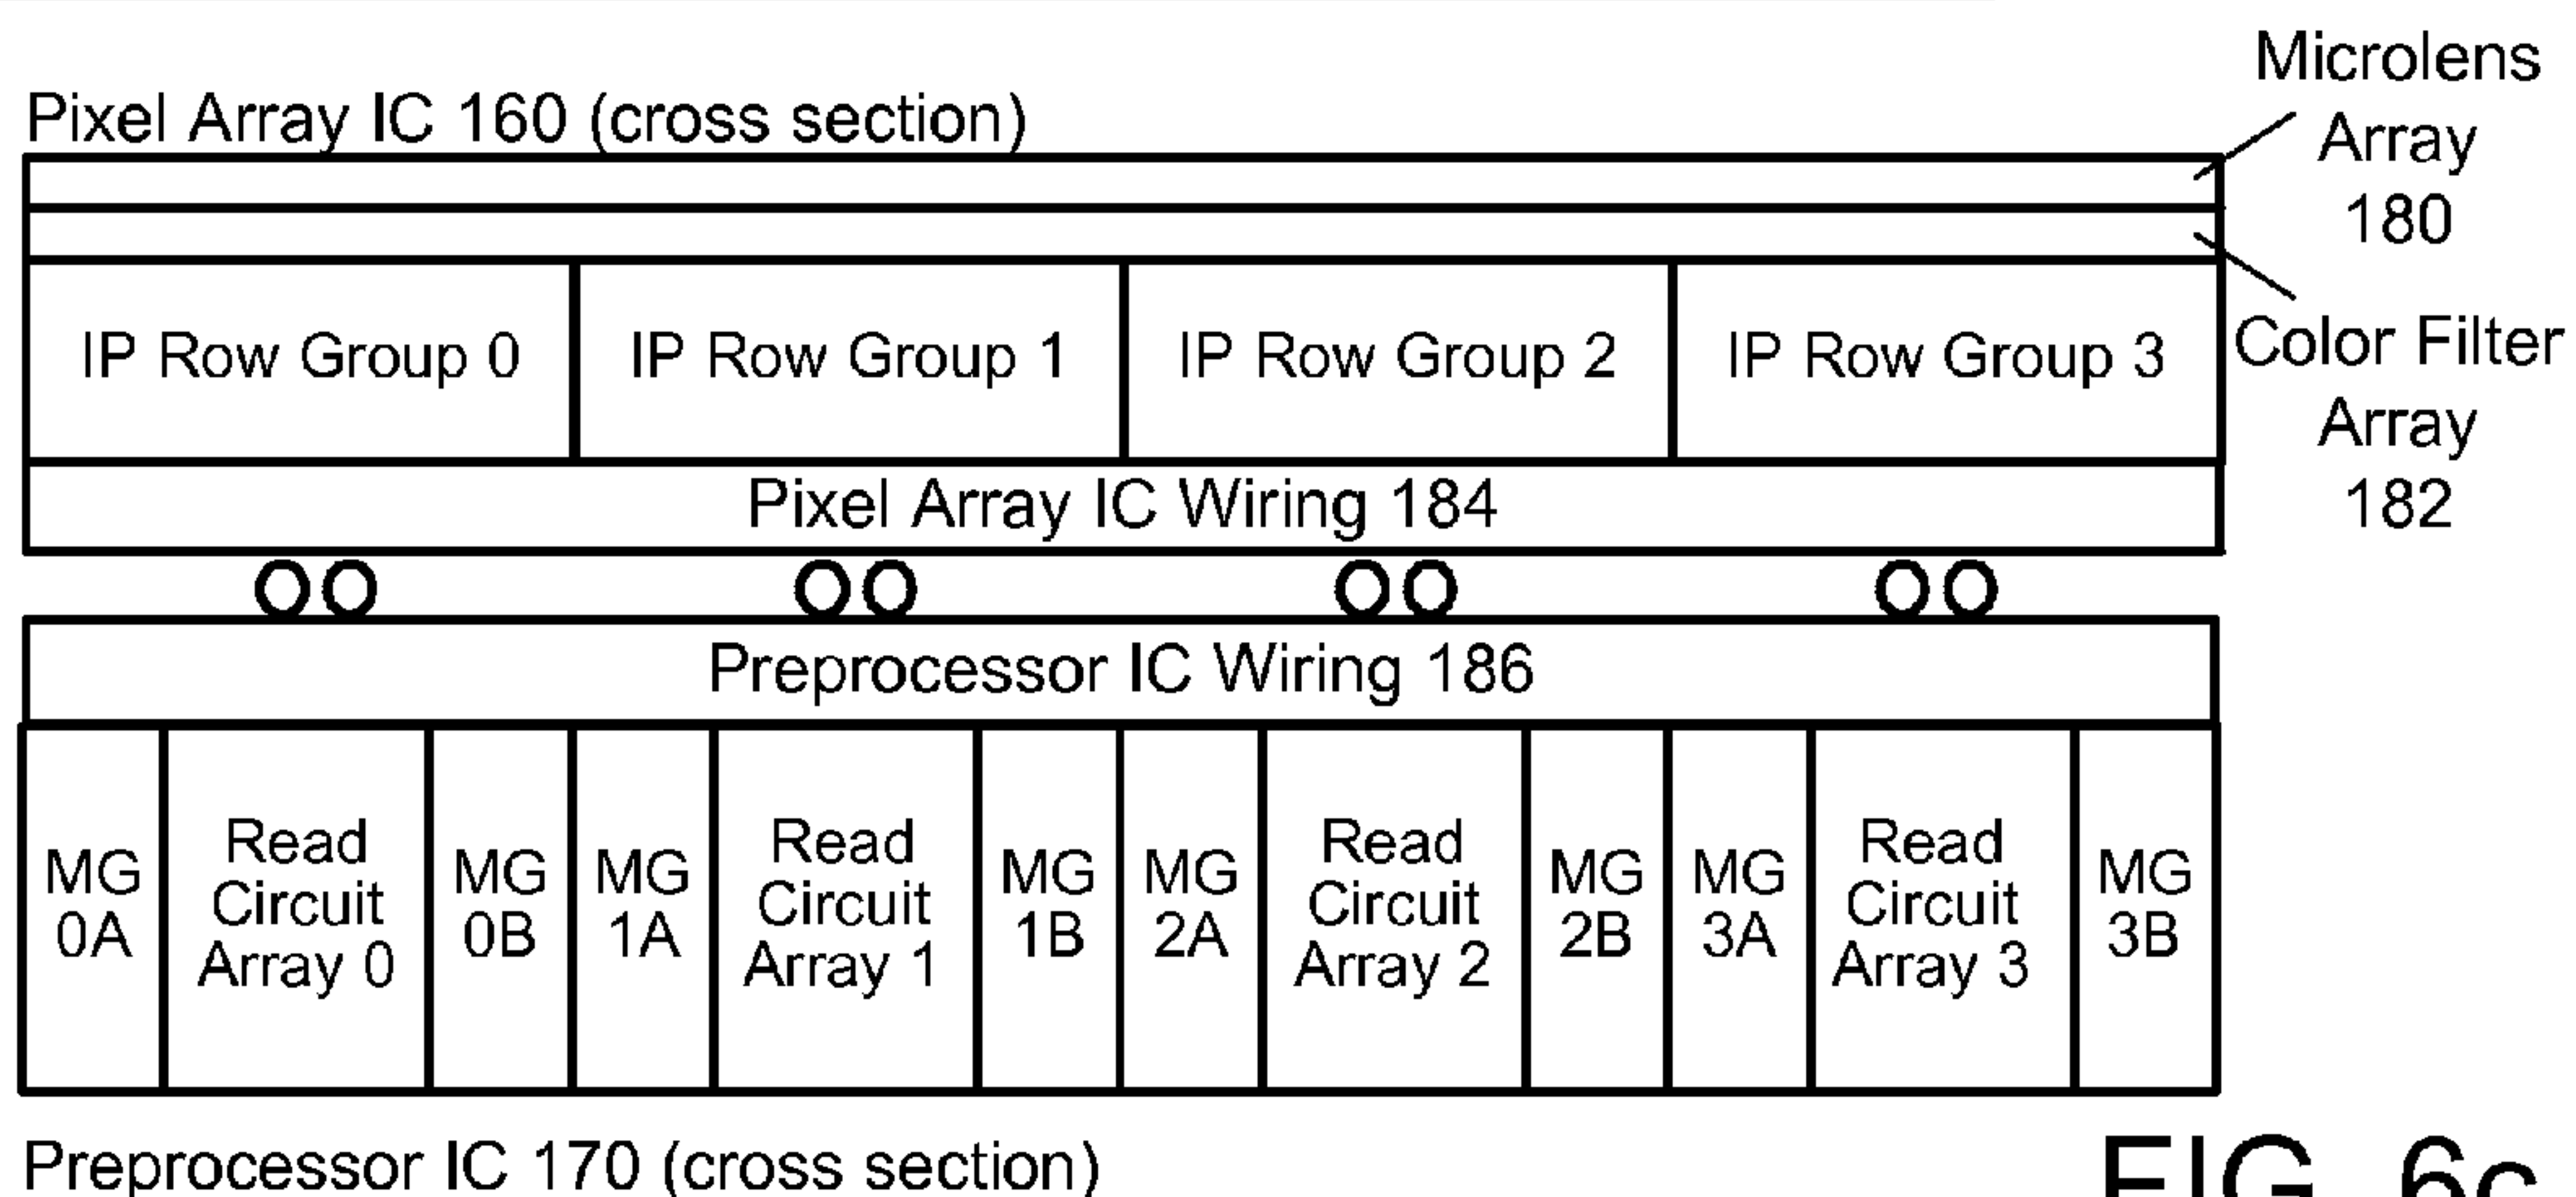 Pixel Array IC 160 (cross section)
Microlens
Array
180
IP Row Group 0
IP Row Group 1
IP Row Group 2
IP Row Group 3
Color Filter
Array
182
Pixel Array IC Wiring 184
Preprocessor IC Wiring 186
MG
0A
Read
Circuit
Array 0
MG
0B
MG
1A
Read
Circuit
Array 1
MG
1B
MG
2A
Read
Circuit
Array 2
MG
2B
MG
3A
Read
Circuit
Array 3
MG
3B
Preprocessor IC 170 (cross section)
FIG. 6c